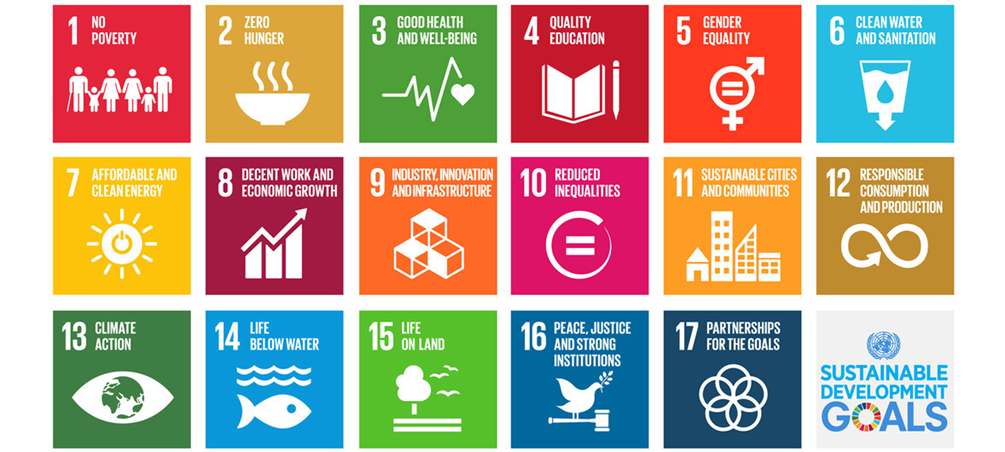 1 NO
POVERTY
2 ZERO
HUNGER
3 GOOD HEALTH
AND WELL-BEING
4 QUALITY
EDUCATION
5 GENDER
EQUALITY
6 CLEAN WATER
AND SANITATION
7 AFFORDABLE AND
CLEAN ENERGY
8 DECENT WORK AND
ECONOMIC GROWTH
9 INDUSTRY, INNOVATION
AND INFRASTRUCTURE
10 REDUCED
INEQUALITIES
11 SUSTAINABLE CITIES
AND COMMUNITIES
12 RESPONSIBLE
CONSUMPTION
AND PRODUCTION
13 CLIMATE
ACTION
14 LIFE
BELOW WATER
15 LIFE
ON LAND
16 PEACE, JUSTICE
AND STRONG
INSTITUTIONS
17 PARTNERSHIPS
FOR THE GOALS
SUSTAINABLE
DEVELOPMENT
GOALS